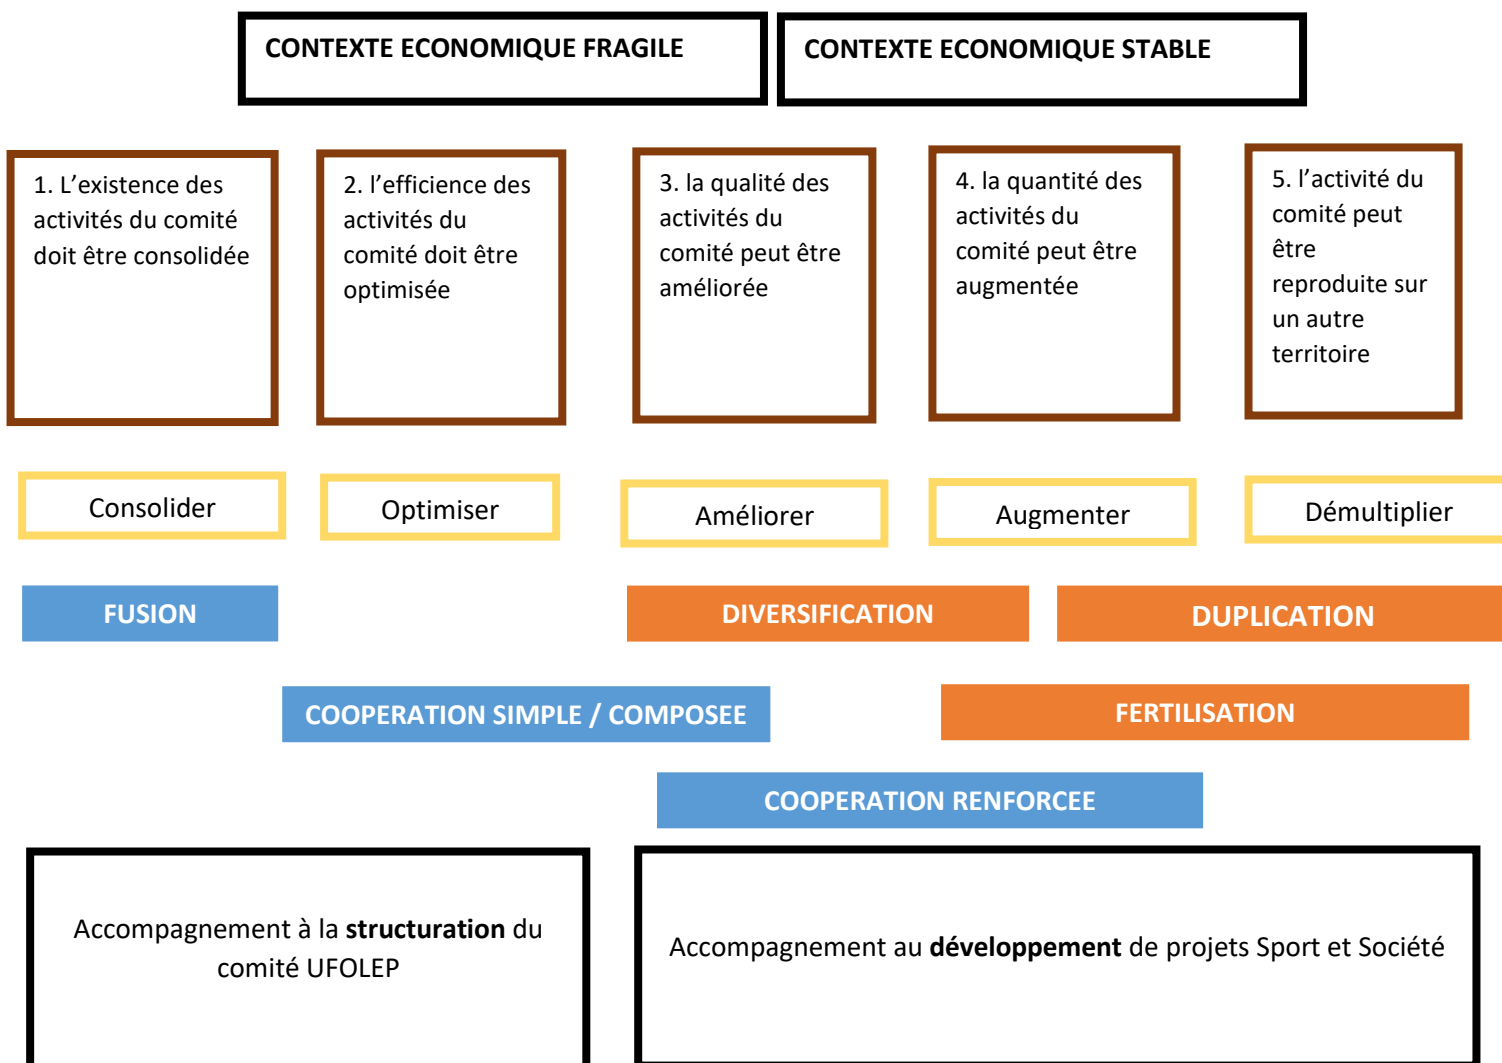 CONTEXTE ECONOMIQUE FRAGILE
CONTEXTE ECONOMIQUE STABLE
1. L’existence des
activités du comité
doit être consolidée
2. l’efficience des
activités du
comité doit être
optimisée
3. la qualité des
activités du
comité peut être
améliorée
4. la quantité des
activités du
comité peut être
augmentée
5. l’activité du
comité peut
être
reproduite sur
un autre
territoire
Consolider
Optimiser
Améliorer
Augmenter
Démultiplier
FUSION
DIVERSIFICATION
DUPLICATION
COOPERATION SIMPLE / COMPOSEE
FERTILISATION
COOPERATION RENFORCEE
Accompagnement à la structuration du
comité UFOLEP
Accompagnement au développement de projets Sport et Société